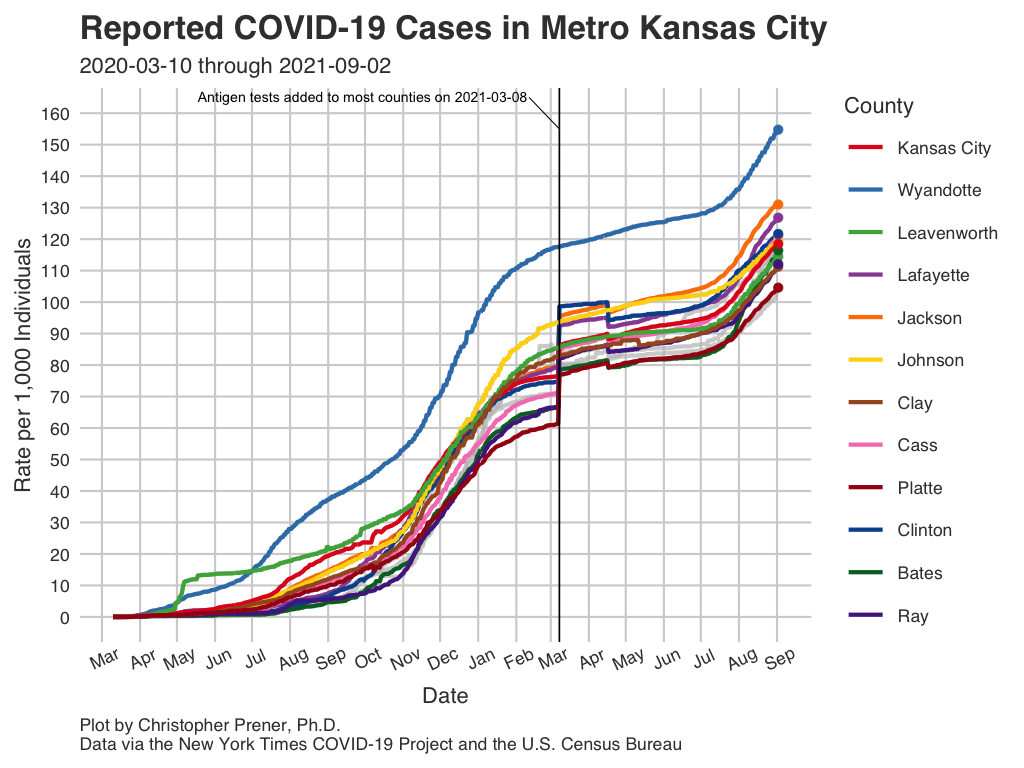 Reported COVID-19 Cases in Metro Kansas City
2020-03-10 through 2021-09-02
Antigen tests added to most counties on 2021-03-08
Rate per 1,000 Individuals
160
150
140
130
120
110
100
90
80
70
60
50
40
30
20
10
0
Mar Apr May Jun Jul Aug Sep Oct Nov Dec Jan Feb Mar Apr May Jun Jul Aug Sep
Date
County
Kansas City
Wyandotte
Leavenworth
Lafayette
Jackson
Johnson
Clay
Cass
Platte
Clinton
Bates
Ray
Plot by Christopher Prener, Ph.D.
Data via the New York Times COVID-19 Project and the U.S. Census Bureau